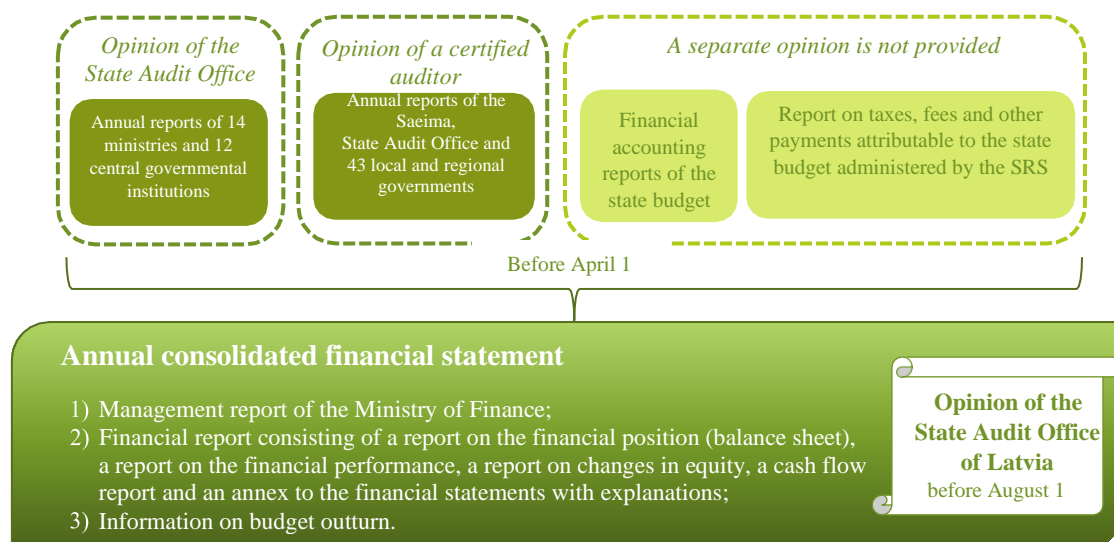 Opinion of the
State Audit Office
Annual reports of 14
ministries and 12
central governmental
institutions
Opinion of a certified
auditor
Annual reports of the
Saeima,
State Audit Office and
43 local and regional
governments
A separate opinion is not provided
Financial
accounting
reports of the
state budget
Report on taxes, fees and other
payments attributable to the state
budget administered by the SRS
Before April 1
Annual consolidated financial statement
1) Management report of the Ministry of Finance;
2) Financial report consisting of a report on the financial position (balance sheet),
a report on the financial performance, a report on changes in equity, a cash flow
report and an annex to the financial statements with explanations;
3) Information on budget outturn.
Opinion of the
State Audit Office
of Latvia
before August 1